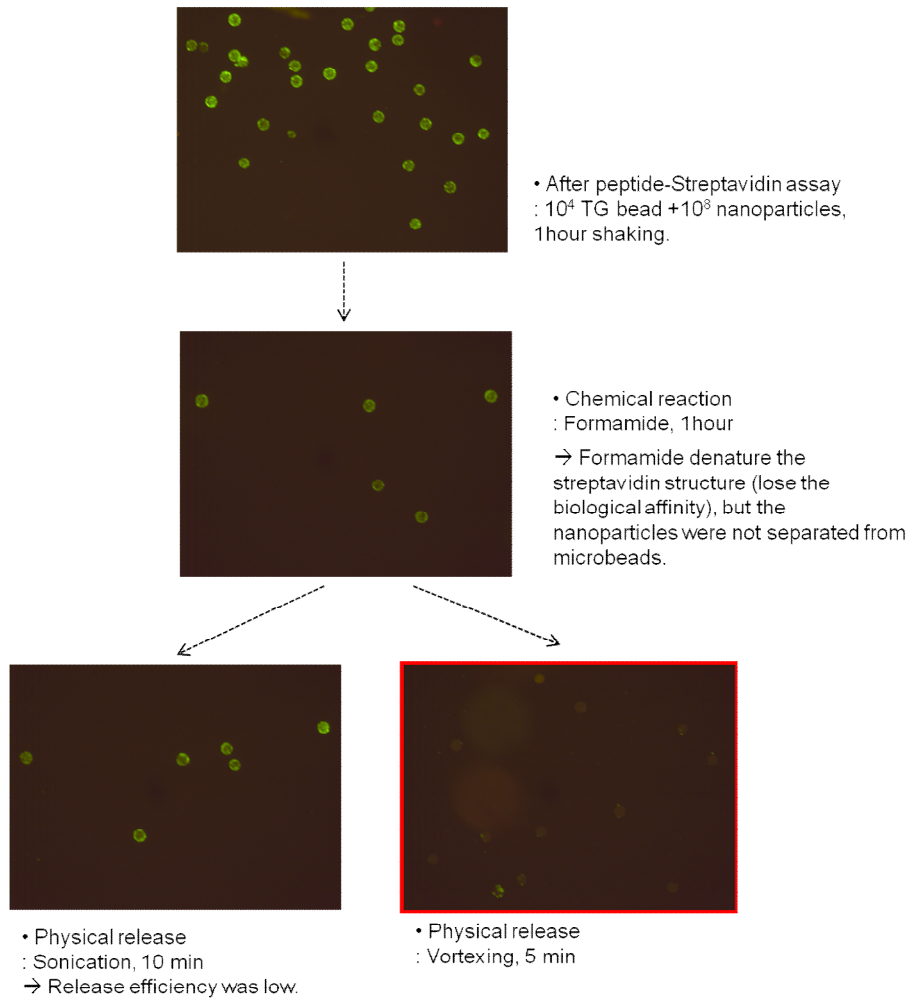 • After peptide-Streptavidin assay
: 10⁴ TG bead +10⁸ nanoparticles,
1hour shaking.
• Chemical reaction
: Formamide, 1hour
→ Formamide denature the
streptavidin structure (lose the
biological affinity), but the
nanoparticles were not separated from
microbeads.
• Physical release
: Sonication, 10 min
→ Release efficiency was low.
• Physical release
: Vortexing, 5 min